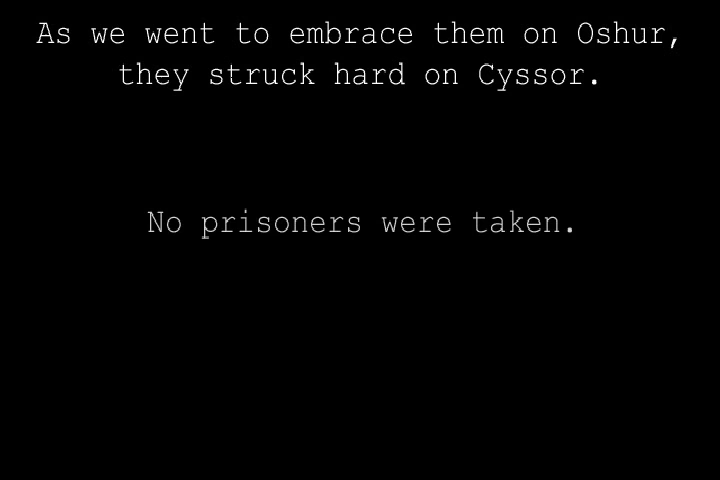 As we went to embrace them on Oshur,
they struck hard on Cyssor.
No prisoners were taken.